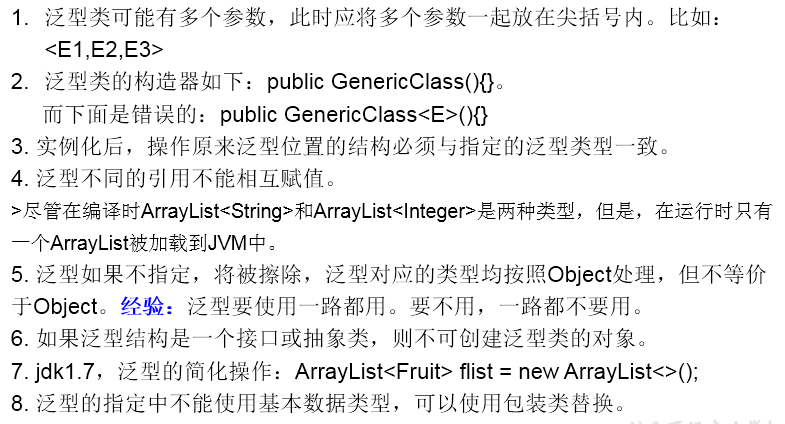 1. 泛型类可能有多个参数，此时应将多个参数一起放在尖括号内。比如：
<E1,E2,E3>
2. 泛型类的构造器如下：public GenericClass(){}。
而下面是错误的：public GenericClass<E>(){}
3. 实例化后，操作原来泛型位置的结构必须与指定的泛型类型一致。
4. 泛型不同的引用不能相互赋值。
>尽管在编译时ArrayList<String>和ArrayList<Integer>是两种类型，但是，在运行时只有
一个ArrayList被加载到JVM中。
5. 泛型如果不指定，将被擦除，泛型对应的类型均按照Object处理，但不等价
于Object。经验：泛型要使用一路都用。要不用，一路都不要用。
6. 如果泛型结构是一个接口或抽象类，则不可创建泛型类的对象。
7. jdk1.7，泛型的简化操作：ArrayList<Fruit> flist = new ArrayList<>();
8. 泛型的指定中不能使用基本数据类型，可以使用包装类替换。